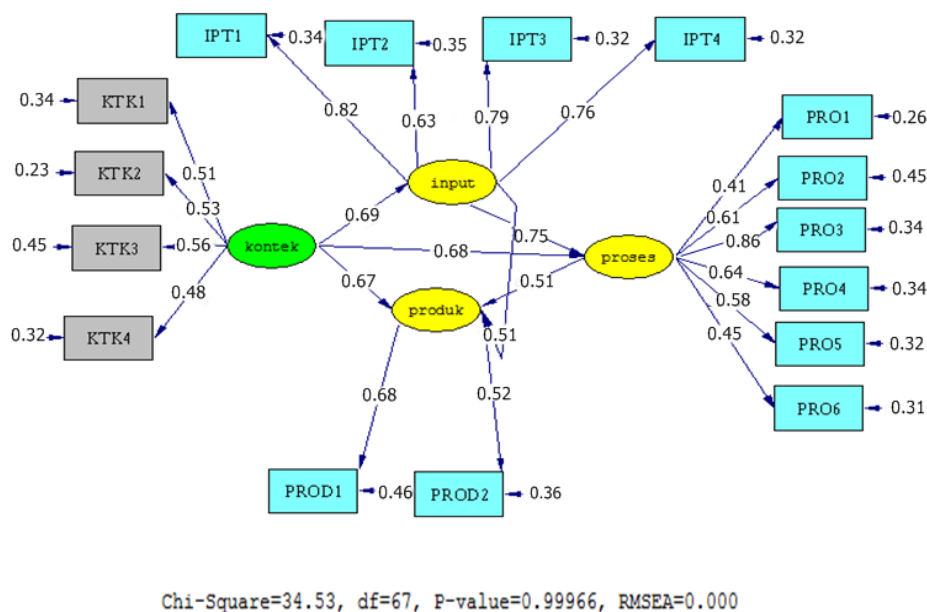 IPT1
0.34
IPT2
0.35
IPT3
0.32
IPT4
0.32
0.34
KTK1
0.82
0.63
0.79
0.76
PRO1
0.26
0.23
KTK2
0.51
input
0.41
PRO2
0.45
0.53
0.69
0.61
0.45
KTK3
0.56
kontek
0.68
0.75
proses
0.86
PRO3
0.34
0.48
0.67
0.51
0.64
PRO4
0.34
0.32
KTK4
produk
0.51
0.58
PRO5
0.32
0.68
0.52
0.45
PRO6
0.31
PROD1
0.46
PROD2
0.36
Chi-Square=34.53, df=67, P-value=0.99966, RMSEA=0.000